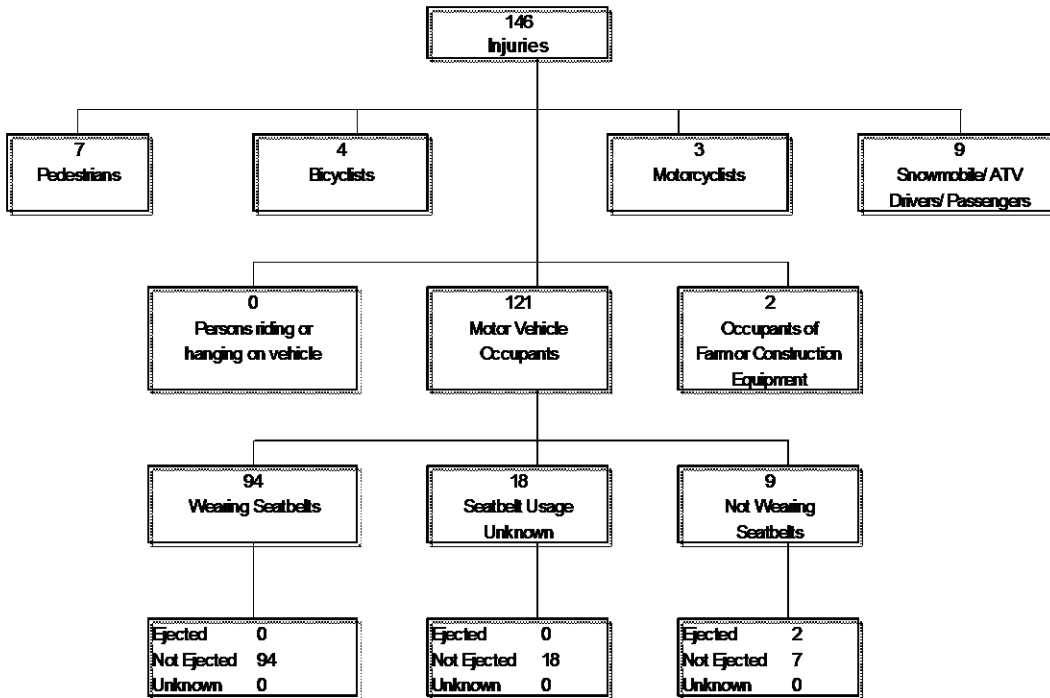 146
Injuries
7
Pedestrians
4
Bicyclists
3
Motorcyclists
9
Snowmobile/ ATV
Drivers/ Passengers
0
Persons riding or
hanging on vehicle
121
Motor Vehicle
Occupants
2
Occupants of
Farm or Construction
Equipment
94
Wearing Seatbelts
18
Seatbelt Usage
Unknown
9
Not Wearing
Seatbelts
Ejected 0
Not Ejected 94
Unknown 0
Ejected 0
Not Ejected 18
Unknown 0
Ejected 2
Not Ejected 7
Unknown 0